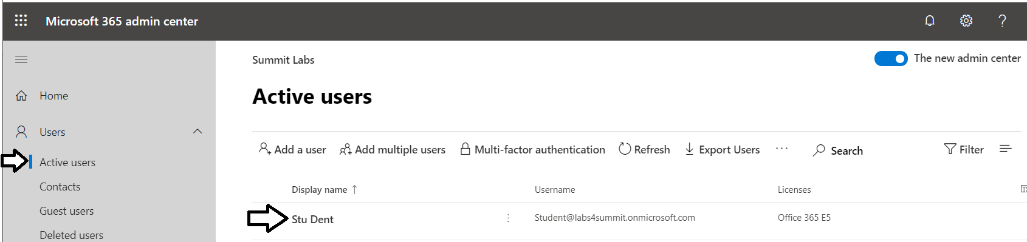 Microsoft 365 admin center
?
Home
Users
Active users
Contacts
Guest users
Deleted users
Summit Labs
The new admin center
Active users
Add a user Add multiple users Multi-factor authentication Refresh Export Users ... Search Filter
Display name ↑ Username Licenses
Stu Dent Student@labs4summit.onmicrosoft.com Office 365 E5